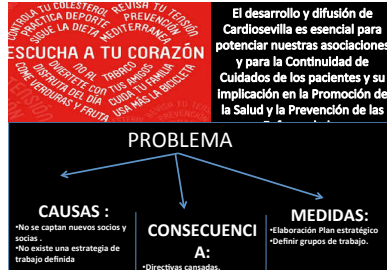 CONTROLA TU COLESTEROL
REVISA TU TENSIÓN
PRACTICA DEPORTE
PREVENCIÓN
SIGUE LA DIETA
MEDITERRANEA
ESCUCHA A TU CORAZÓN
NO AL TABACO
DIVIERTETE CON TUS AMIGOS
DISFRUTA DEL DÍA
CUIDA TU FAMILIA
COME VERDURAS Y FRUTA
USA MÁS LA BICICLETA
El desarrollo y difusión de
Cardiosevilla es esencial para
potenciar nuestras asociaciones
y para la Continuidad de
Cuidados de los pacientes y su
implicación en la Promoción de
la Salud y la Prevención de las
PROBLEMA
CAUSAS :
•No se captan nuevos socios y
socias .
•No existe una estrategia de
trabajo definida
CONSECUENCI
A:
•Directivas cansadas.
MEDIDAS:
•Elaboración Plan estratégico
•Definir grupos de trabajo.